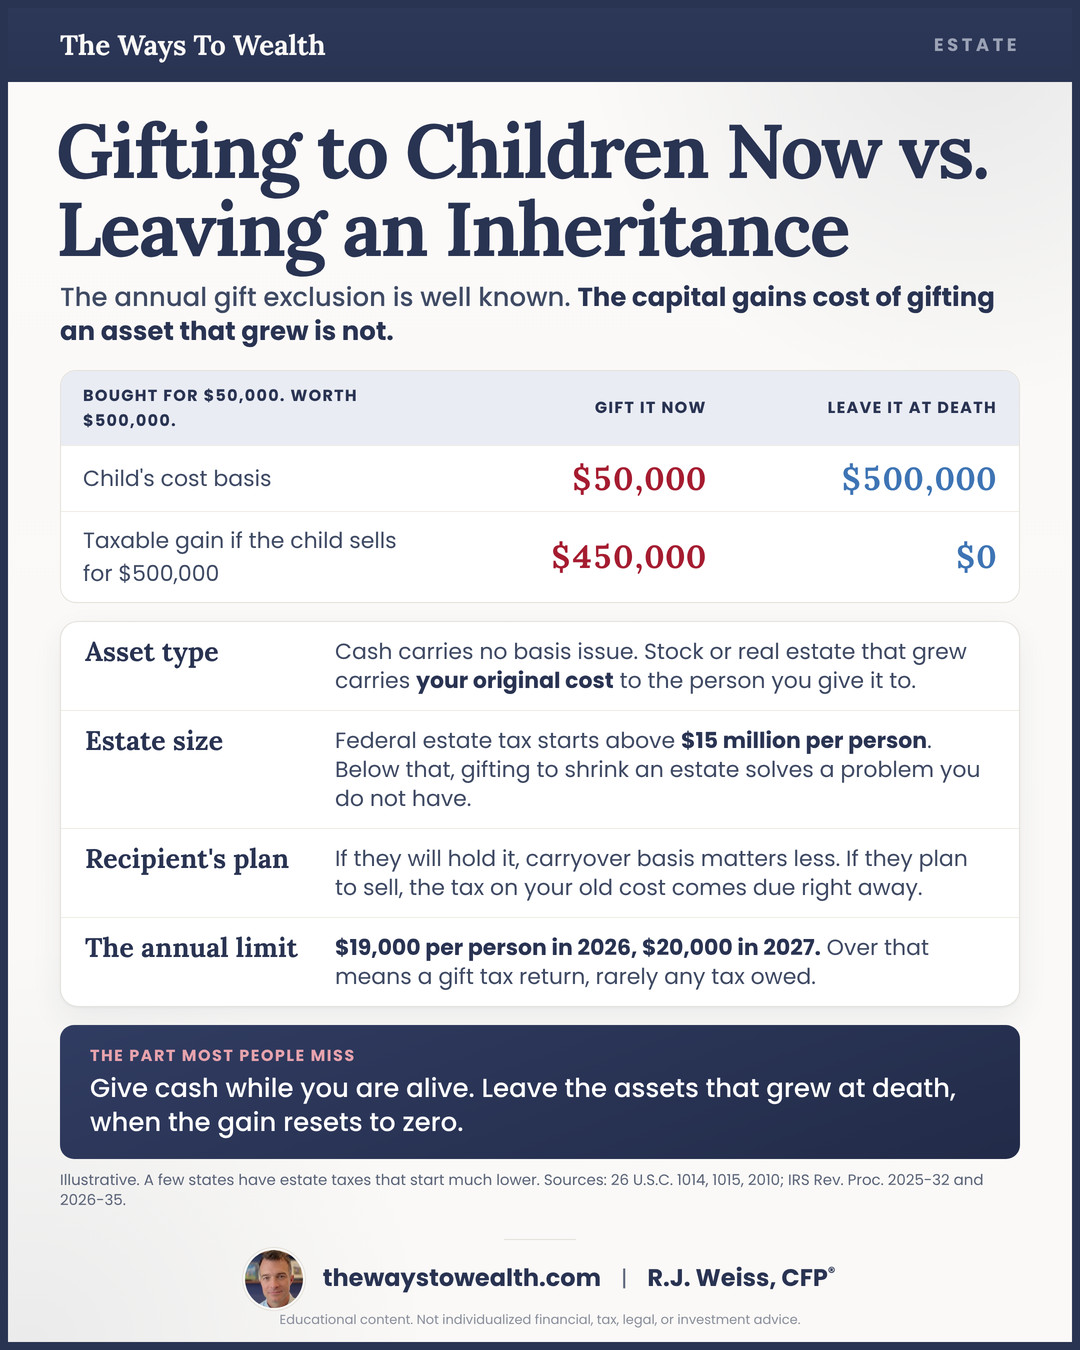 The Ways To Wealth
ESTATE
Gifting to Children Now vs.
Leaving an Inheritance
The annual gift exclusion is well known. The capital gains cost of gifting
an asset that grew is not.
BOUGHT FOR $50,000. WORTH
$500,000.
GIFT IT NOW
LEAVE IT AT DEATH
Child's cost basis
$50,000
$500,000
Taxable gain if the child sells
for $500,000
$450,000
$0
Asset type
Cash carries no basis issue. Stock or real estate that grew
carries your original cost to the person you give it to.
Estate size
Federal estate tax starts above $15 million per person.
Below that, gifting to shrink an estate solves a problem you
do not have.
Recipient's plan
If they will hold it, carryover basis matters less. If they plan
to sell, the tax on your old cost comes due right away.
The annual limit
$19,000 per person in 2026, $20,000 in 2027. Over that
means a gift tax return, rarely any tax owed.
THE PART MOST PEOPLE MISS
Give cash while you are alive. Leave the assets that grew at death,
when the gain resets to zero.
Illustrative. A few states have estate taxes that start much lower. Sources: 26 U.S.C. 1014, 1015, 2010; IRS Rev. Proc. 2025-32 and
2026-35.
thewaystowealth.com | R.J. Weiss, CFP®
Educational content. Not individualized financial, tax, legal, or investment advice.